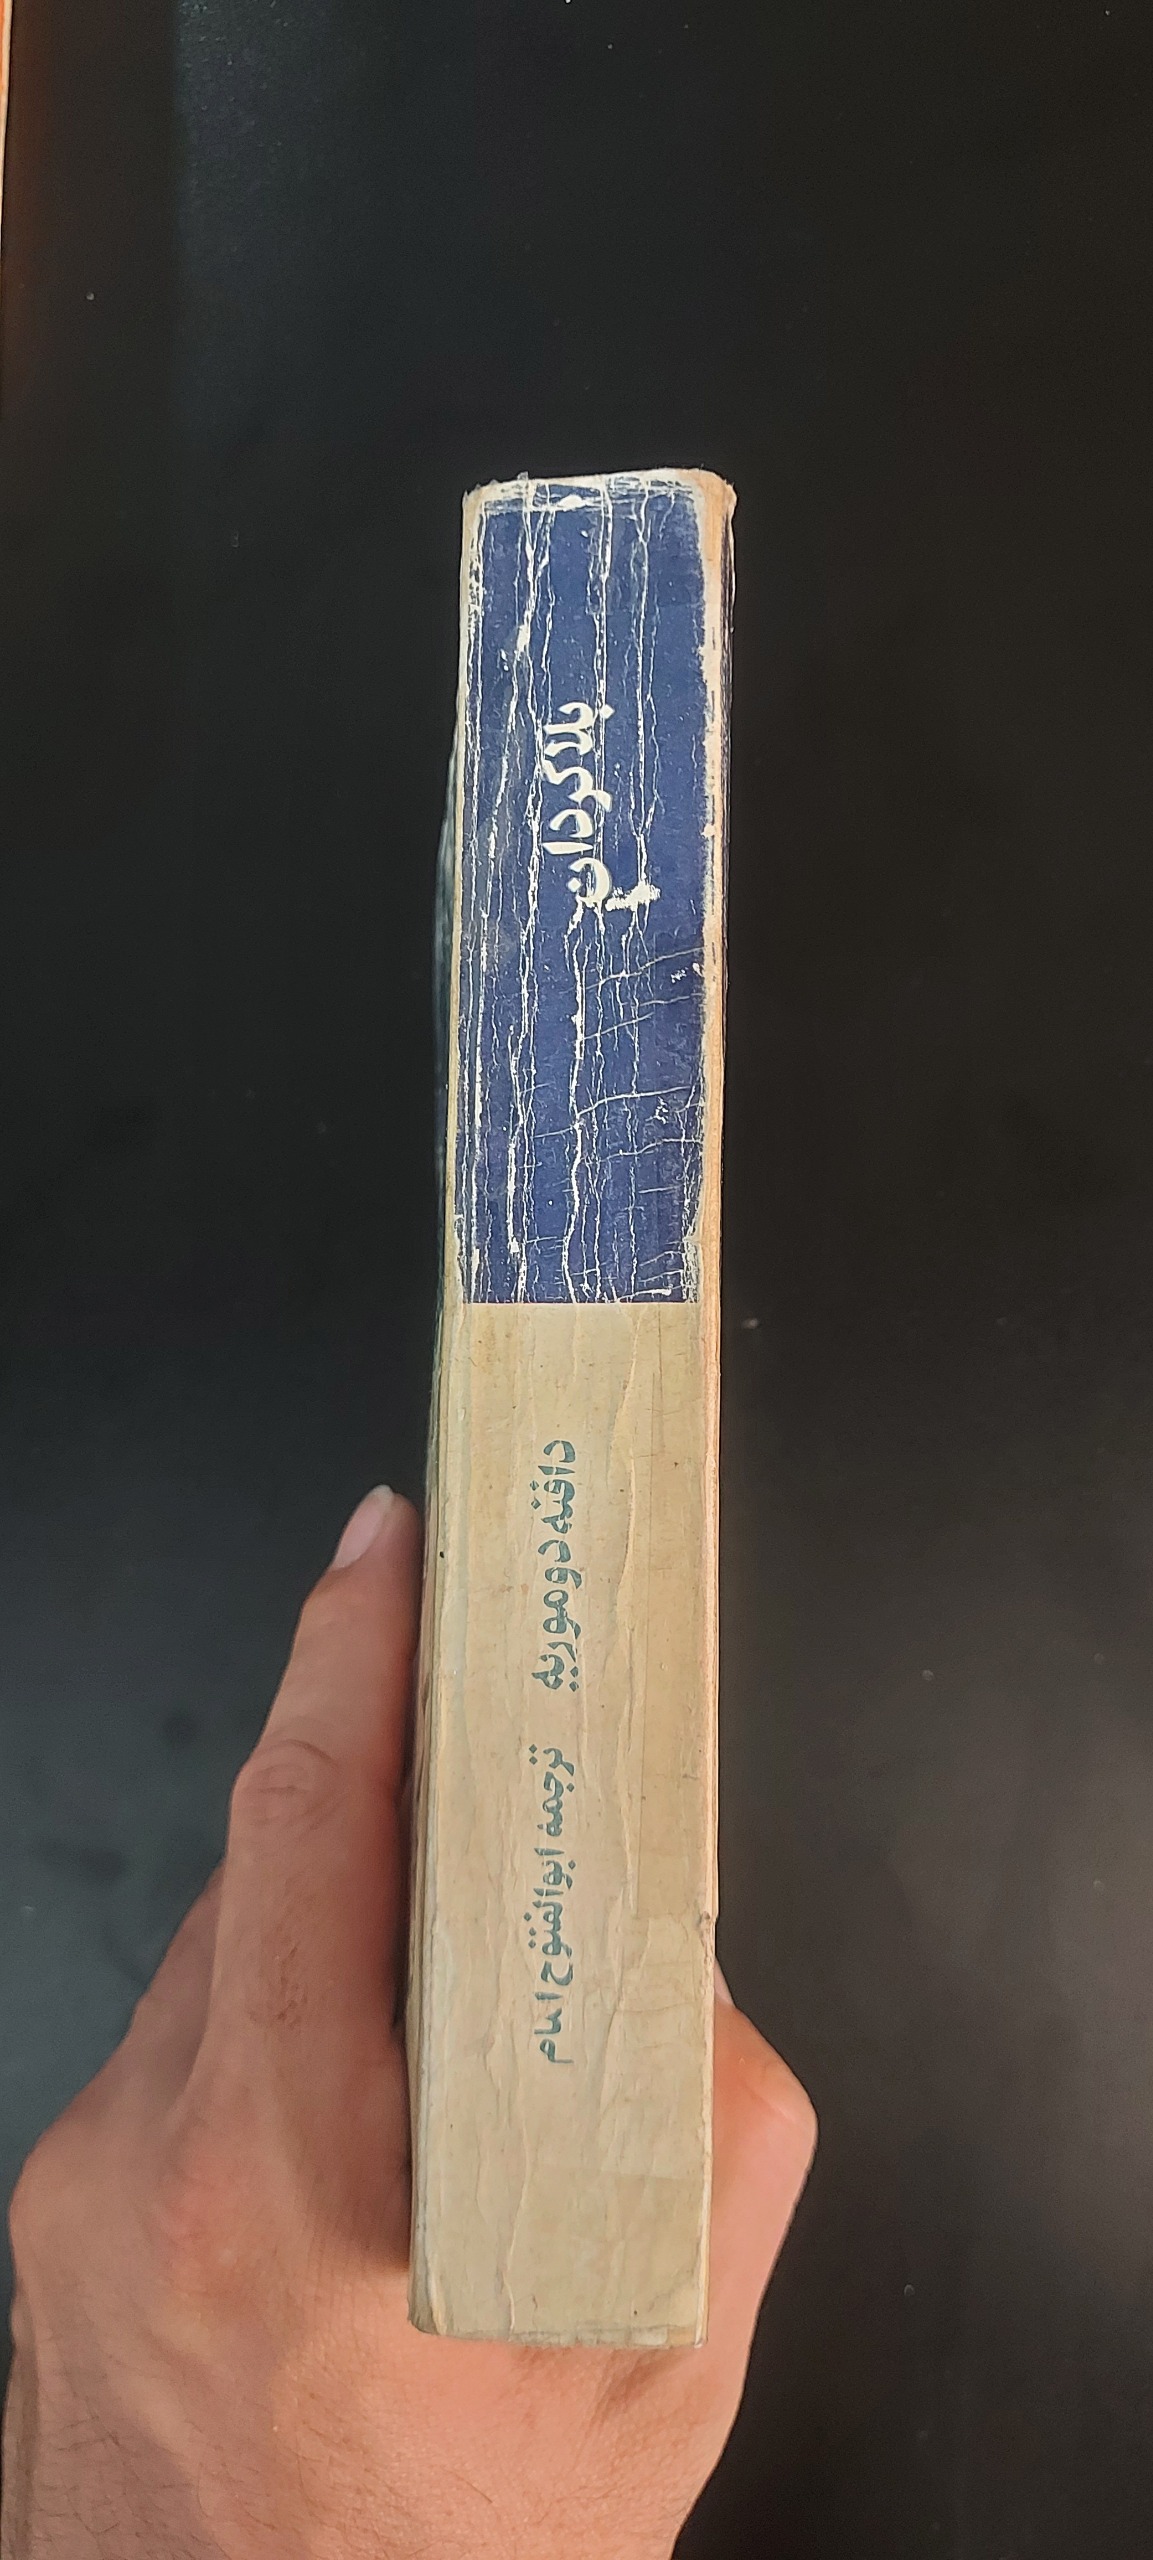 بلاگردان
دافنه دوموریه
ترجمه ابوالفتوح امام